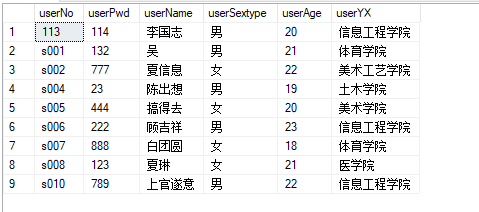 userNo userPwd userName userSextype userAge userYX
1 113 114 李国志 男 20 信息工程学院
2 s001 132 吴 男 21 体育学院
3 s002 777 夏信息 女 22 美术工艺学院
4 s004 23 陈出想 男 19 土木学院
5 s005 444 搞得去 女 20 美术学院
6 s006 222 顾吉祥 男 23 信息工程学院
7 s007 888 白团圆 女 18 体育学院
8 s008 123 夏琳 女 21 医学院
9 s010 789 上官遂意 男 22 信息工程学院